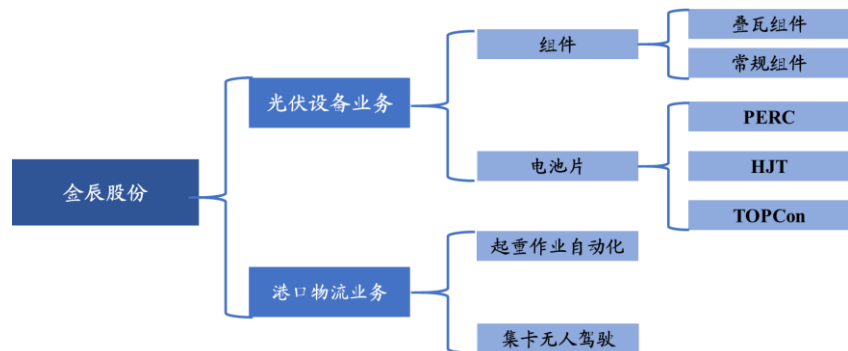 金辰股份
光伏设备业务
组件
叠瓦组件
常规组件
电池片
PERC
HJT
TOPCon
港口物流业务
起重作业自动化
集卡无人驾驶